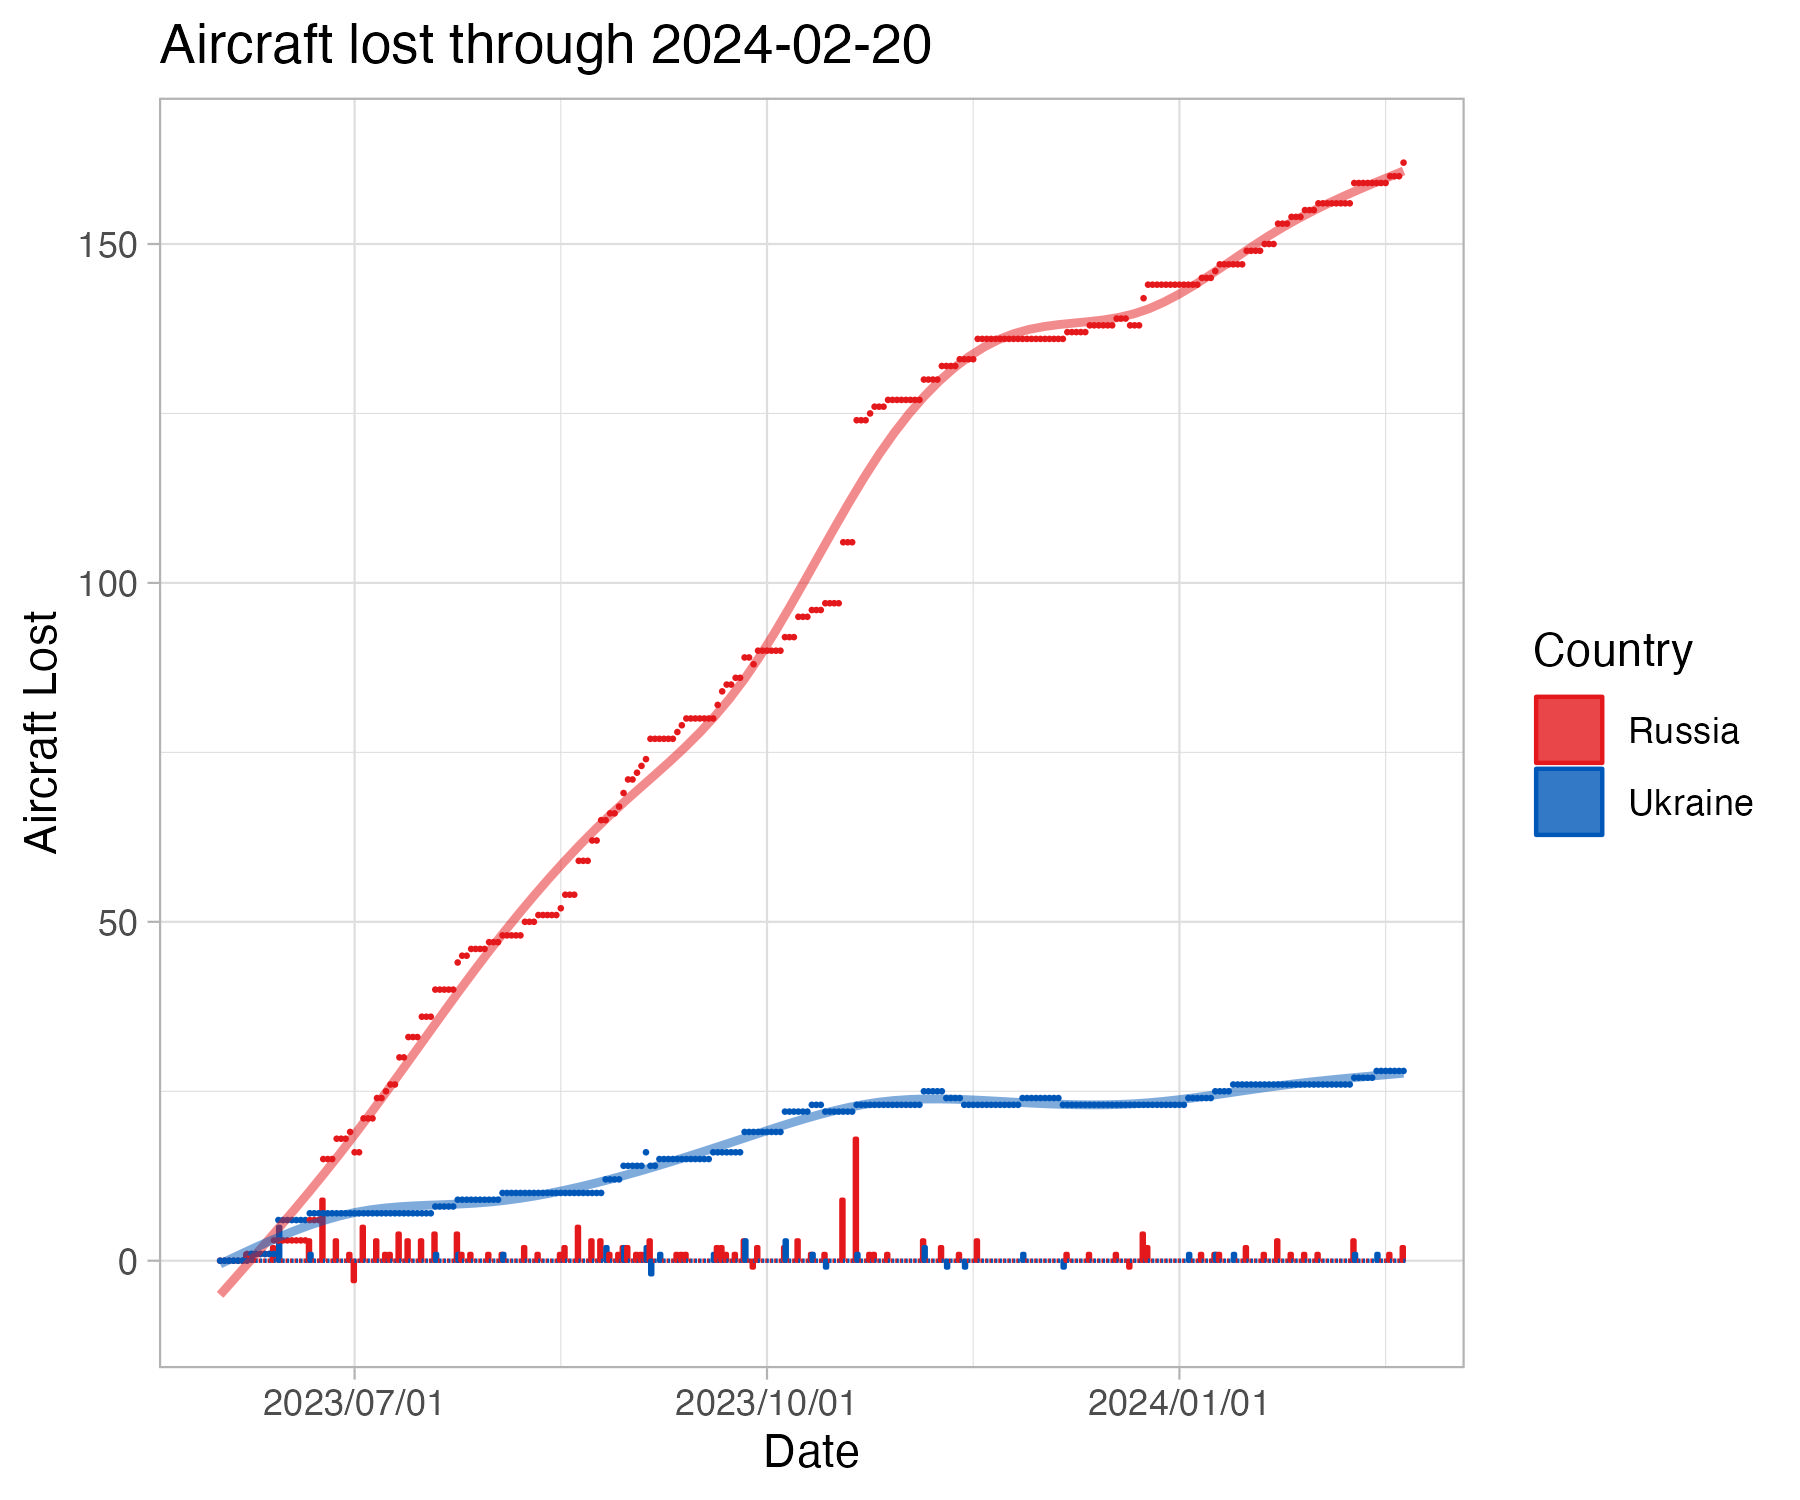 Aircraft lost through 2024-02-20
Aircraft Lost
150
100
50
0
2023/07/01
2023/10/01
2024/01/01
Date
Country
Russia
Ukraine